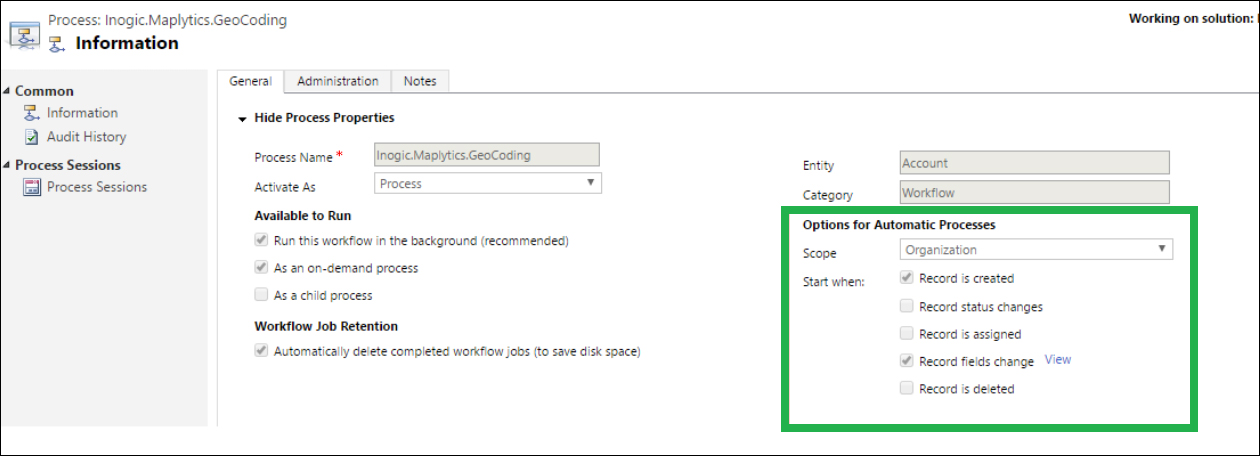 Process: Inogic.Maplytics.GeoCoding
Working on solution:
Information
Common
Information
Audit History
Process Sessions
Process Sessions
General Administration Notes
Hide Process Properties
Process Name * Inogic.Maplytics.GeoCoding
Activate As Process
Available to Run
Run this workflow in the background (recommended)
As an on-demand process
As a child process
Workflow Job Retention
Automatically delete completed workflow jobs (to save disk space)
Entity Account
Category Workflow
Options for Automatic Processes
Scope Organization
Start when: Record is created
Record status changes
Record is assigned
Record fields change View
Record is deleted